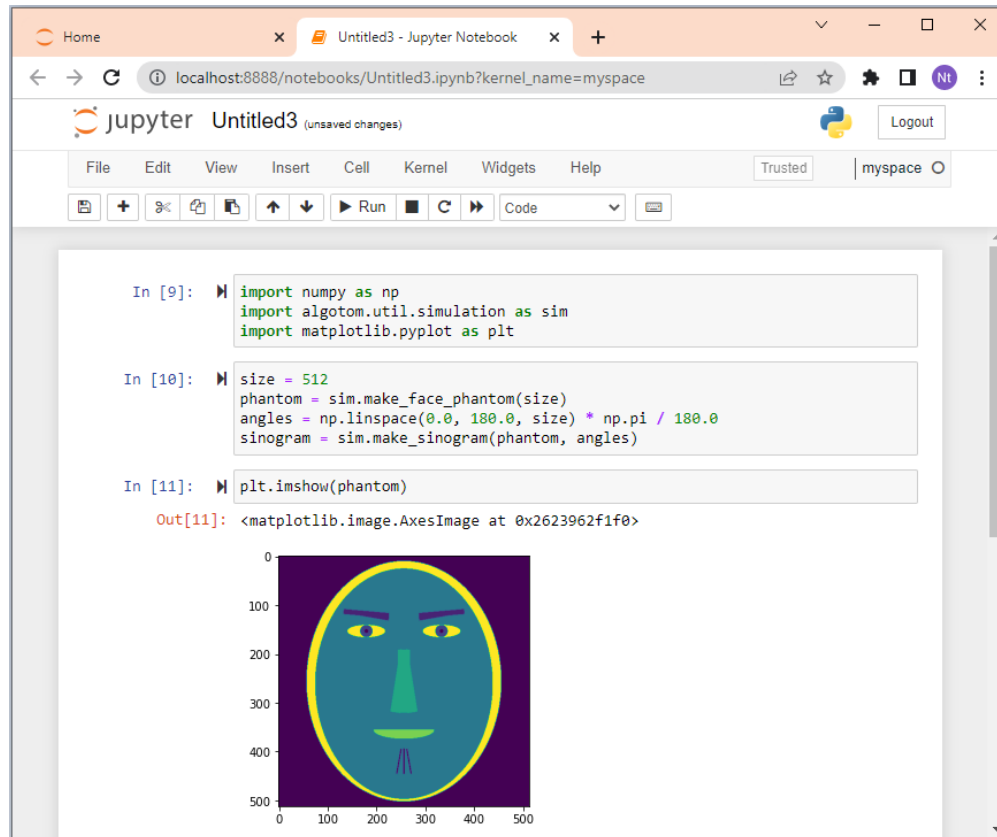 Home
Untitled3 - Jupyter Notebook
localhost:8888/notebooks/Untitled3.ipynb?kernel_name=myspace
Nt
jupyter Untitled3 (unsaved changes)
Logout
File Edit View Insert Cell Kernel Widgets Help
Trusted
myspace
Run
Code
In [9]:
import numpy as np
import algotom.util.simulation as sim
import matplotlib.pyplot as plt
In [10]:
size = 512
phantom = sim.make_face_phantom(size)
angles = np.linspace(0.0, 180.0, size) * np.pi / 180.0
sinogram = sim.make_sinogram(phantom, angles)
In [11]:
plt.imshow(phantom)
Out[11]:
<matplotlib.image.AxesImage at 0x2623962f1f0>
0
100
200
300
400
500
0 100 200 300 400 500